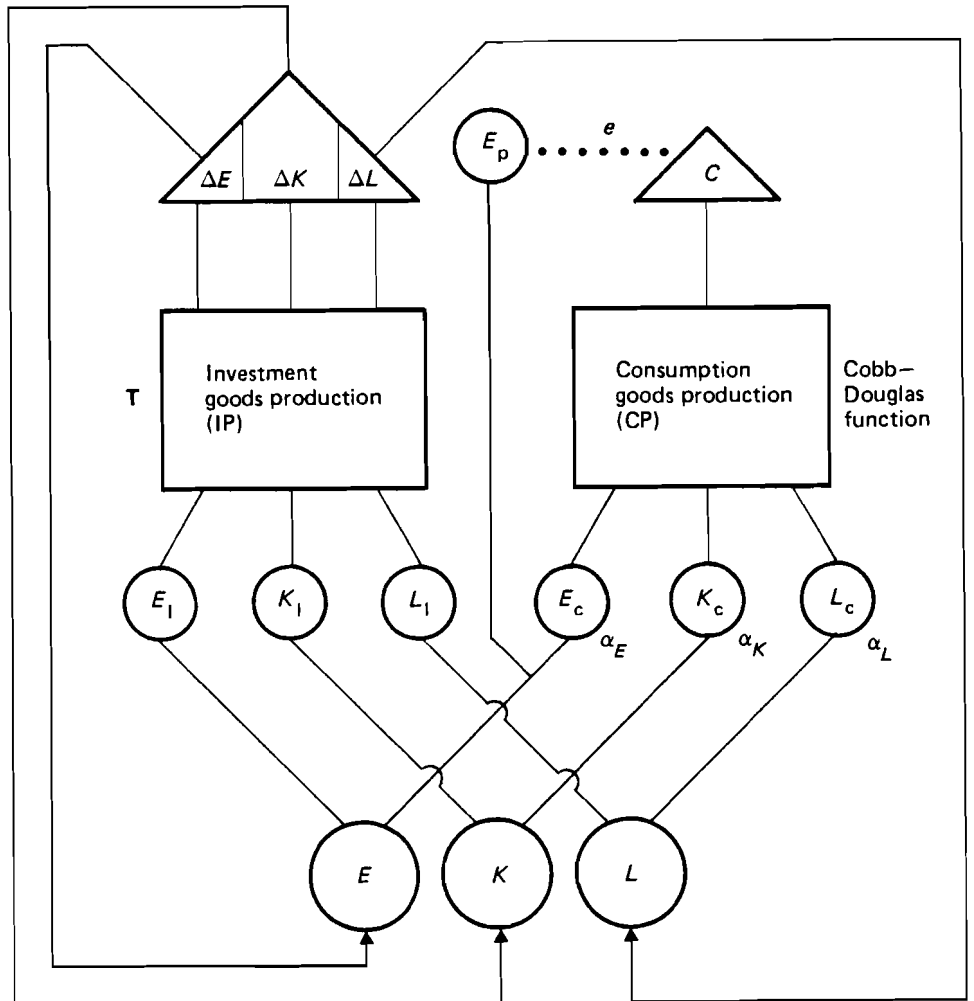 ΔE ΔK ΔL
E_p
e
C
T
Investment
goods production
(IP)
Consumption
goods production
(CP)
Cobb–
Douglas
function
E_I K_I L_I E_c K_c L_c
α_E α_K α_L
E K L